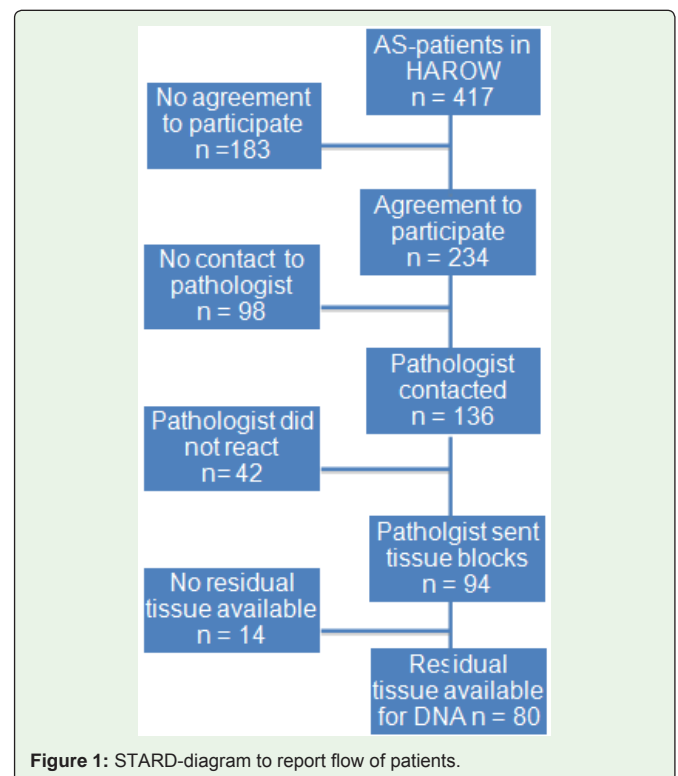 AS-patients in
HAROW
n = 417
No agreement
to participate
n =183
Agreement to
participate
n = 234
No contact to
pathologist
n = 98
Pathologist
contacted
n = 136
Pathologist did
not react
n= 42
Patholgist sent
tissue blocks
n = 94
No residual
tissue available
n = 14
Residual
tissue available
for DNA n = 80
Figure 1: STARD-diagram to report flow of patients.